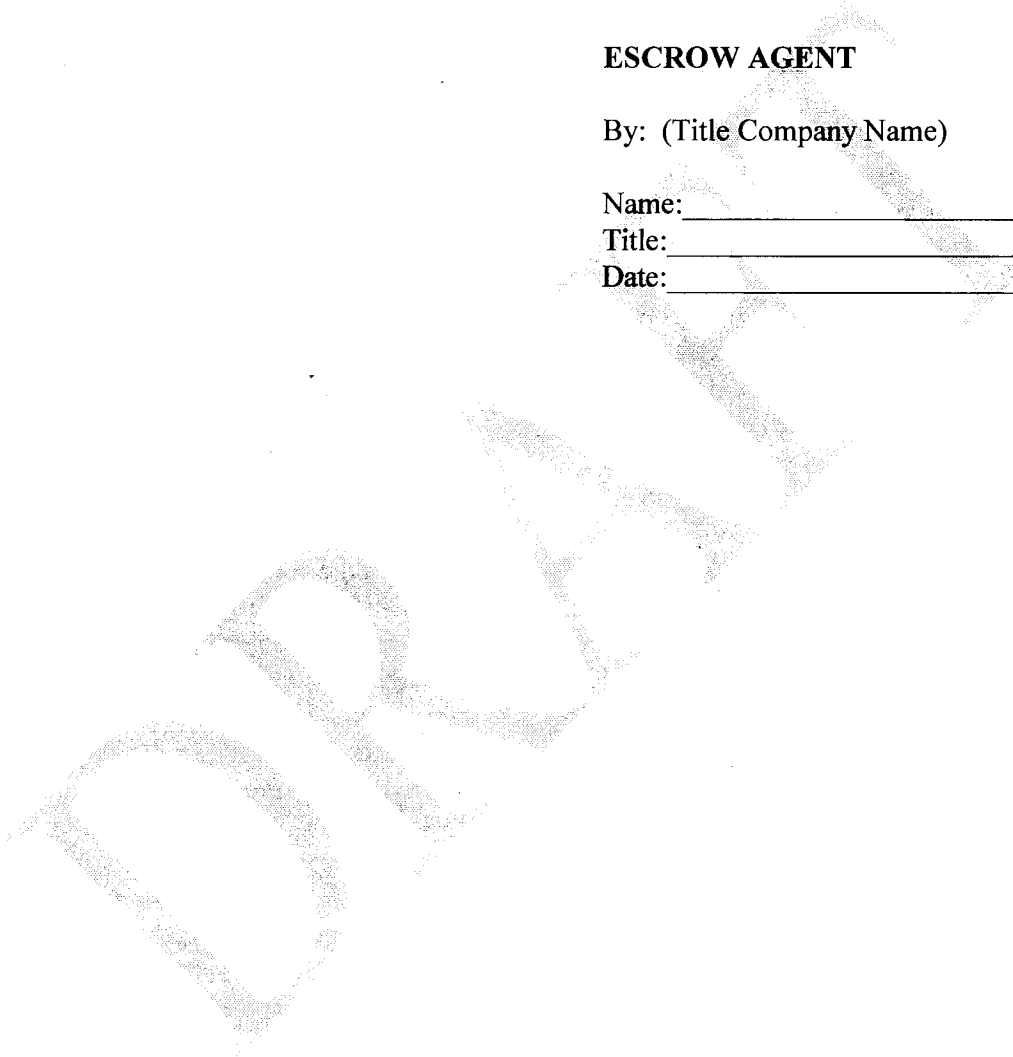 ESCROW AGENT
By: (Title Company Name)
Name:
Title:
Date:
DRAFT